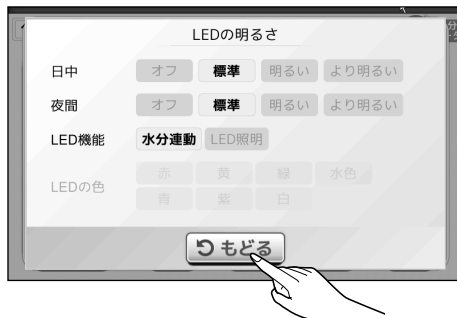 LEDの明るさ
日中 オフ 標準 明るい より明るい
夜間 オフ 標準 明るい より明るい
LED機能 水分連動 LED照明
LEDの色 赤 黄 緑 水色
青 紫 白
もどる